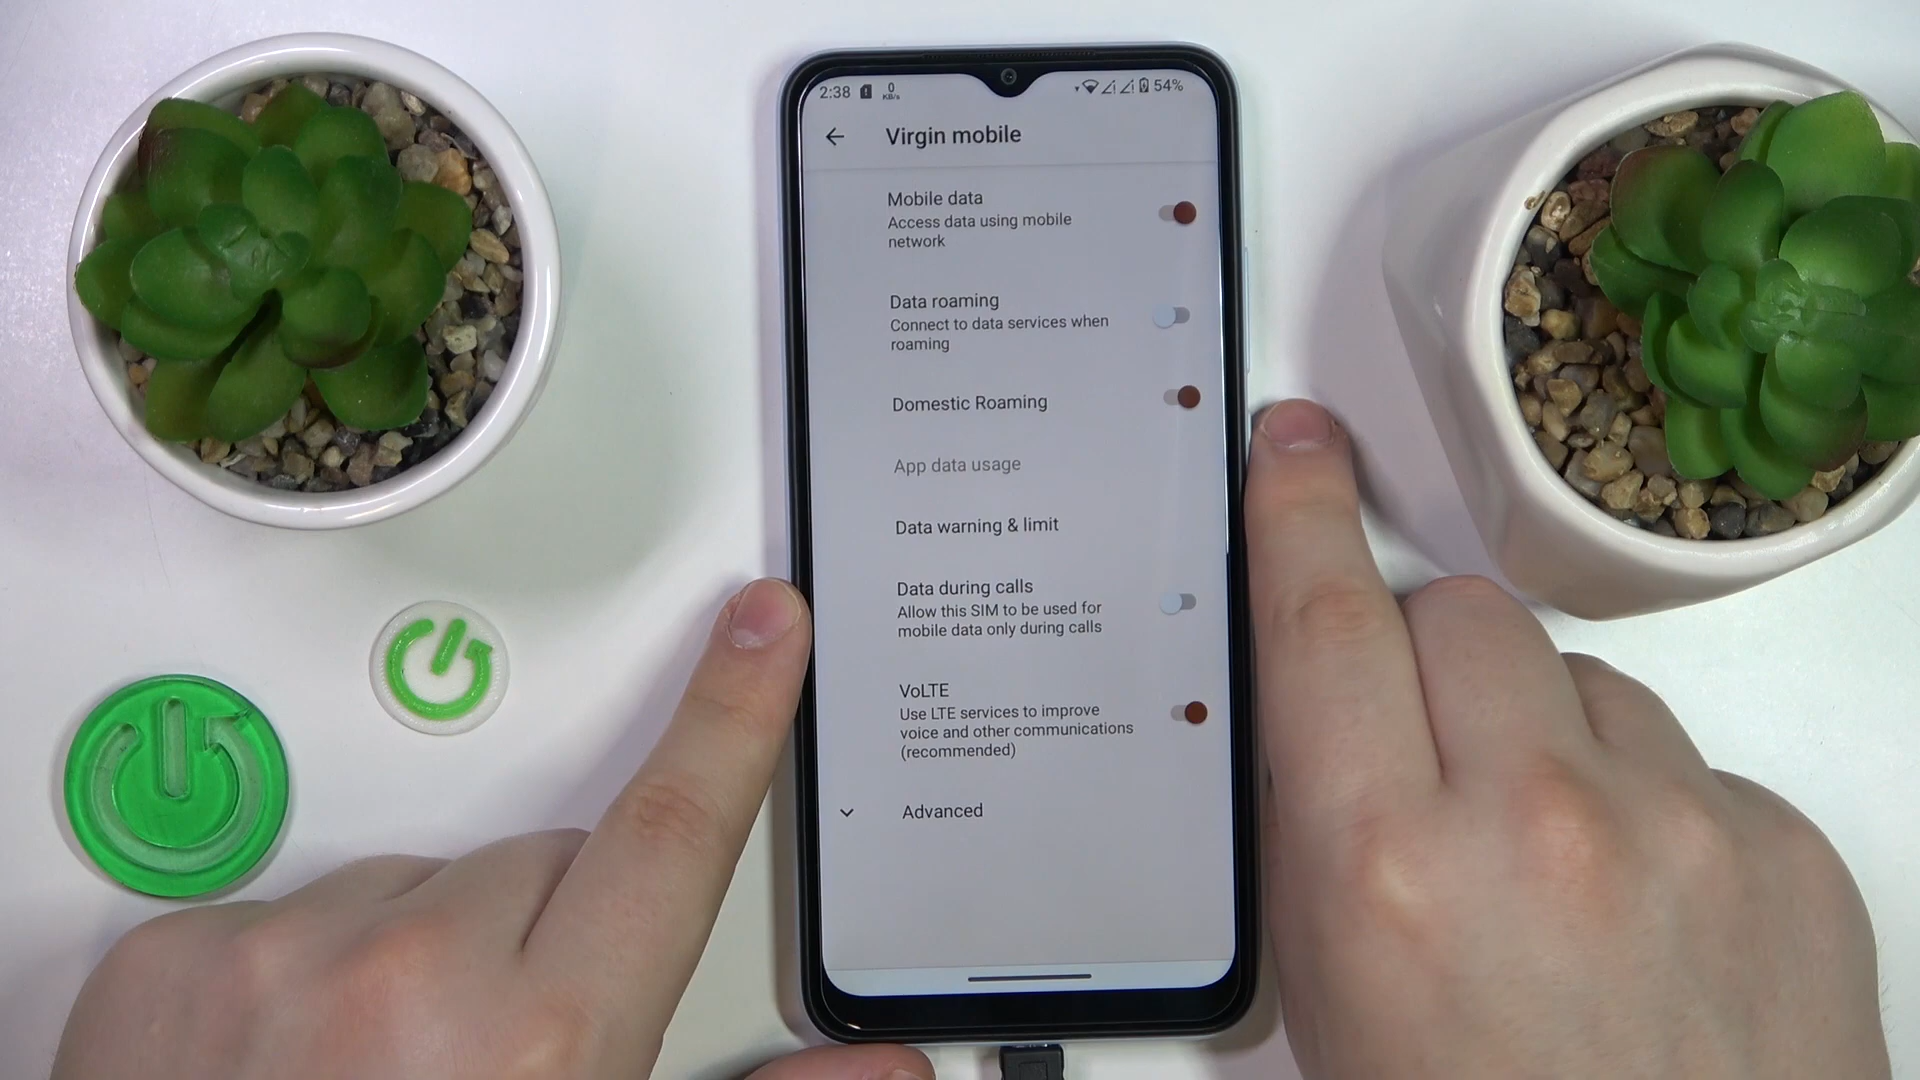 2:38 0 KB/s 54%
Virgin mobile
Mobile data
Access data using mobile
network
Data roaming
Connect to data services when
roaming
Domestic Roaming
App data usage
Data warning & limit
Data during calls
Allow this SIM to be used for
mobile data only during calls
VoLTE
Use LTE services to improve
voice and other communications
(recommended)
Advanced